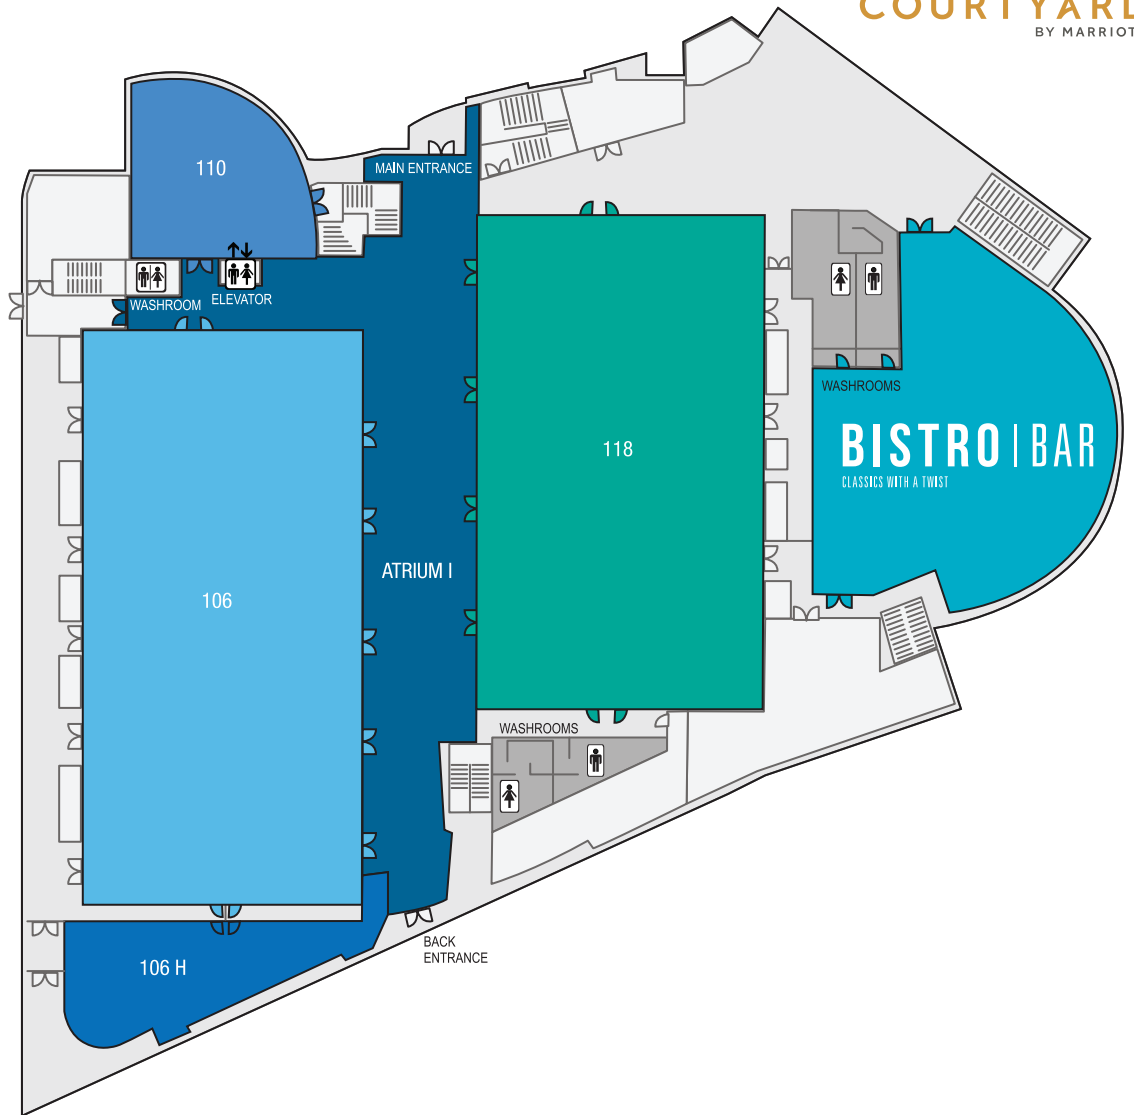 COURTYARD
BY MARRIOT
110
MAIN ENTRANCE
WASHROOM
ELEVATOR
WASHROOMS
118
BISTRO | BAR
CLASSICS WITH A TWIST
ATRIUM I
106
WASHROOMS
BACK
ENTRANCE
106 H